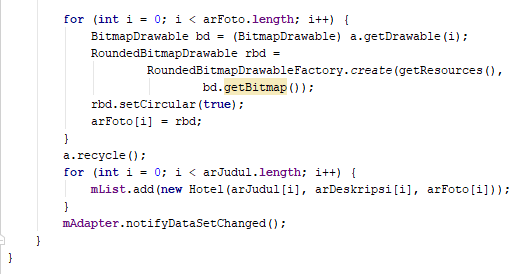 for (int i = 0; i < arFoto.length; i++) {
BitmapDrawable bd = (BitmapDrawable) a.getDrawable(i);
RoundedBitmapDrawable rbd =
RoundedBitmapDrawableFactory.create(getResources(),
bd.getBitmap());
rbd.setCircular(true);
arFoto[i] = rbd;
}
a.recycle();
for (int i = 0; i < arJudul.length; i++) {
mList.add(new Hotel(arJudul[i], arDeskripsi[i], arFoto[i]));
}
mAdapter.notifyDataSetChanged();
}
}